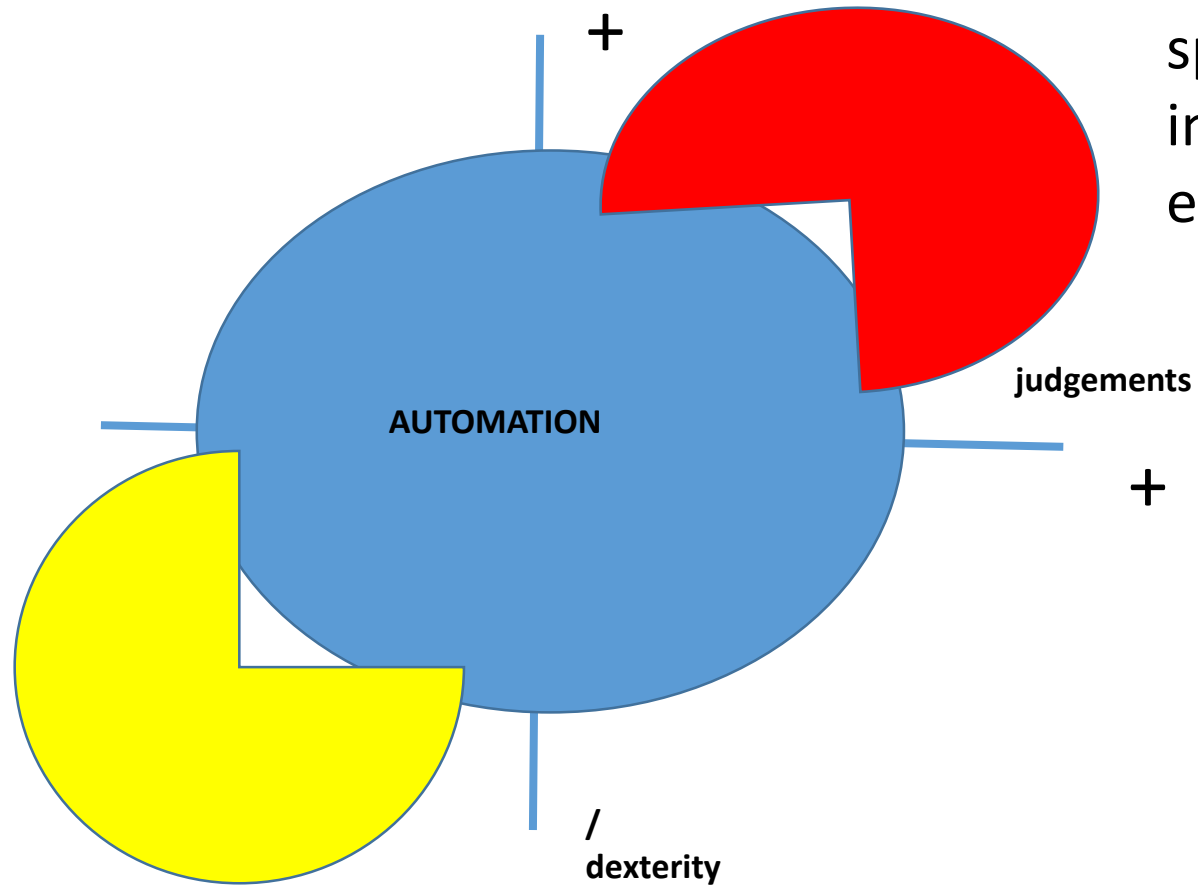 +
judgements
AUTOMATION
+
/
dexterity